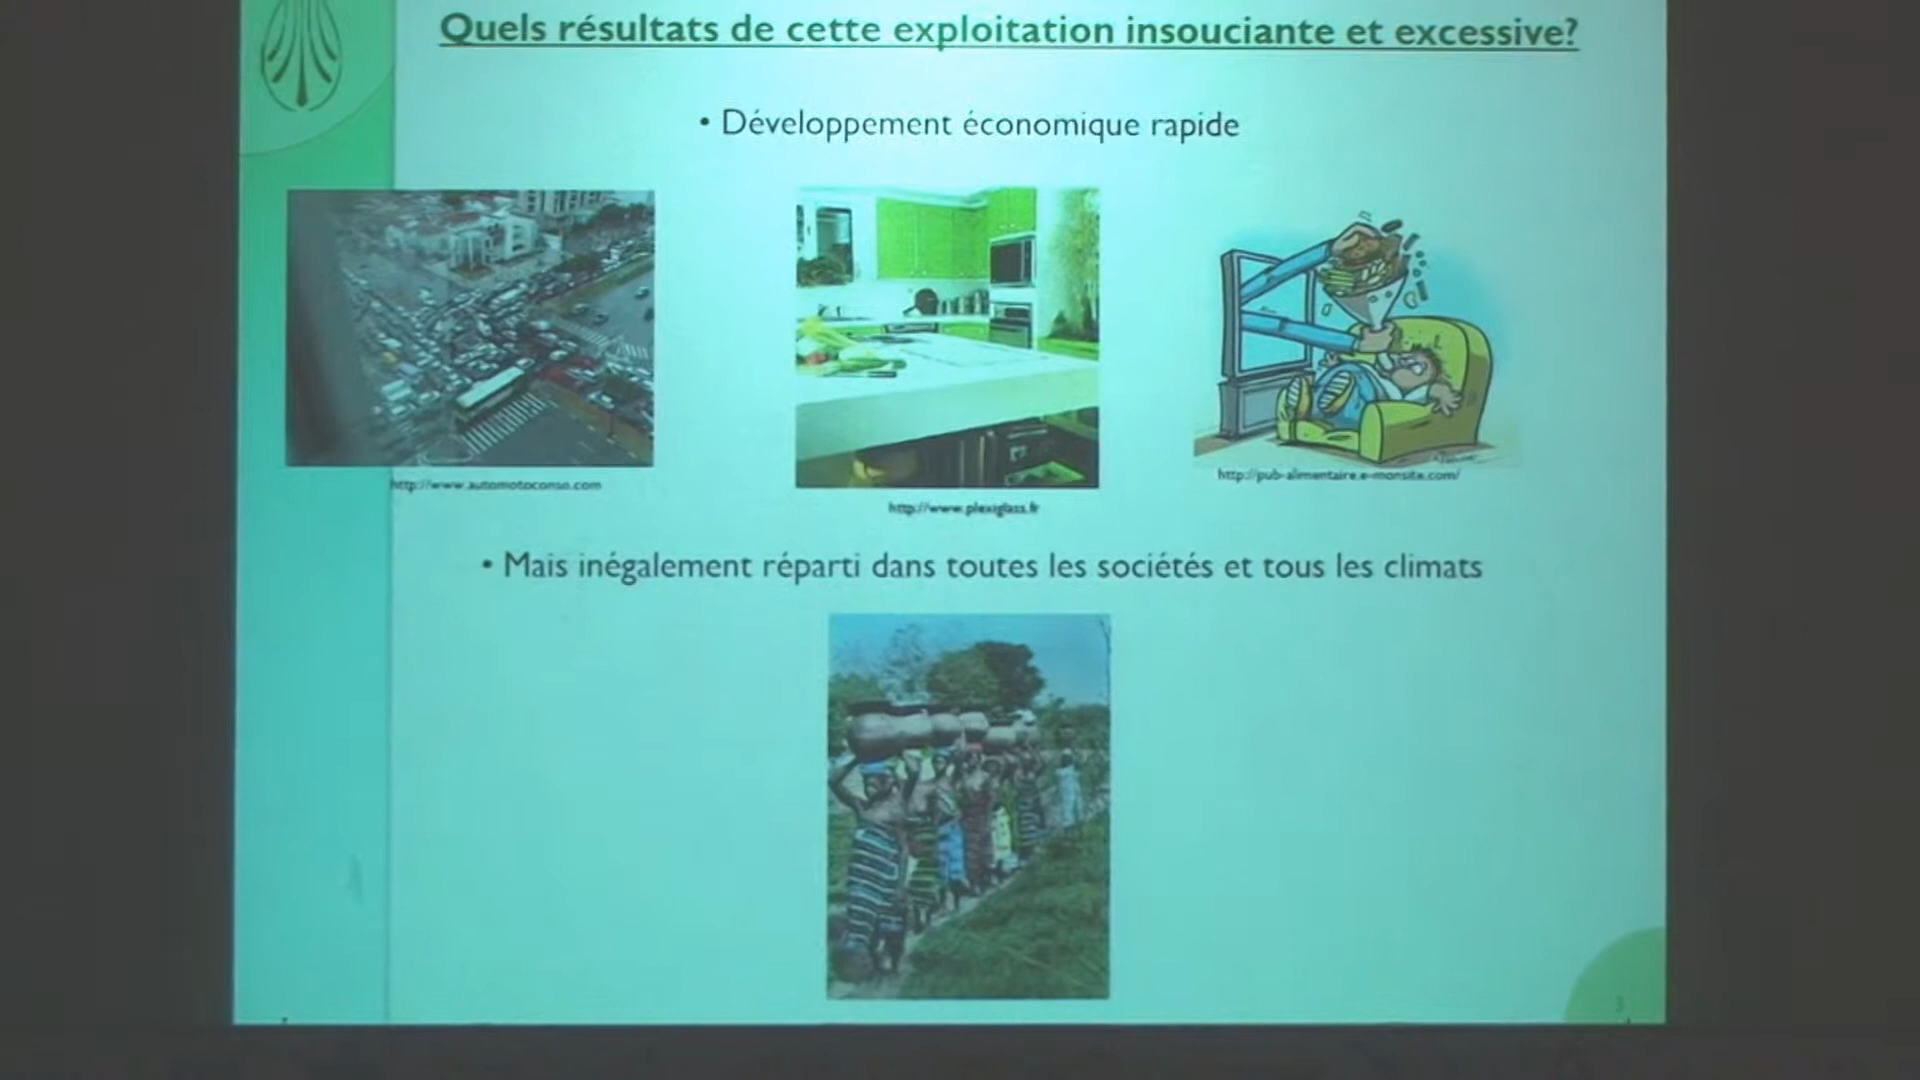 Quels résultats de cette exploitation insouciante et excessive?
• Développement économique rapide
http://www.automotoconso.com
http://www.plexiglass.fr
http://pub-alimentaire.e-monsite.com/
• Mais inégalement réparti dans toutes les sociétés et tous les climats
3